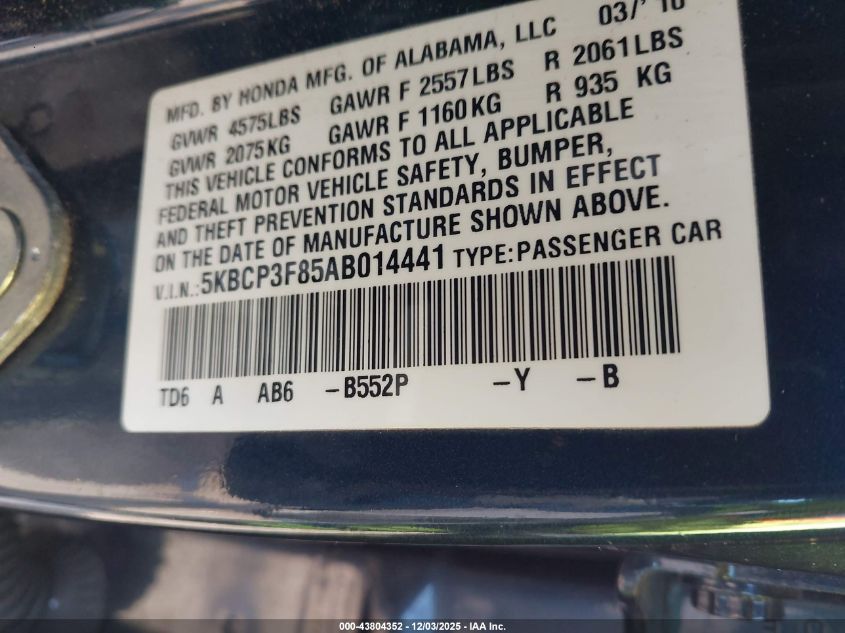 MFD. BY HONDA MFG. OF ALABAMA, LLC 03/'10
GVWR 4575LBS GAWR F 2557LBS R 2061LBS
GVWR 2075KG GAWR F 1160KG R 935 KG
THIS VEHICLE CONFORMS TO ALL APPLICABLE
FEDERAL MOTOR VEHICLE SAFETY, BUMPER,
AND THEFT PREVENTION STANDARDS IN EFFECT
ON THE DATE OF MANUFACTURE SHOWN ABOVE.
V.I.N.:5KBCP3F85AB014441 TYPE:PASSENGER CAR
TD6 A AB6 -B552P -Y -B
000-43804352 - 12/03/2025 - IAA Inc.